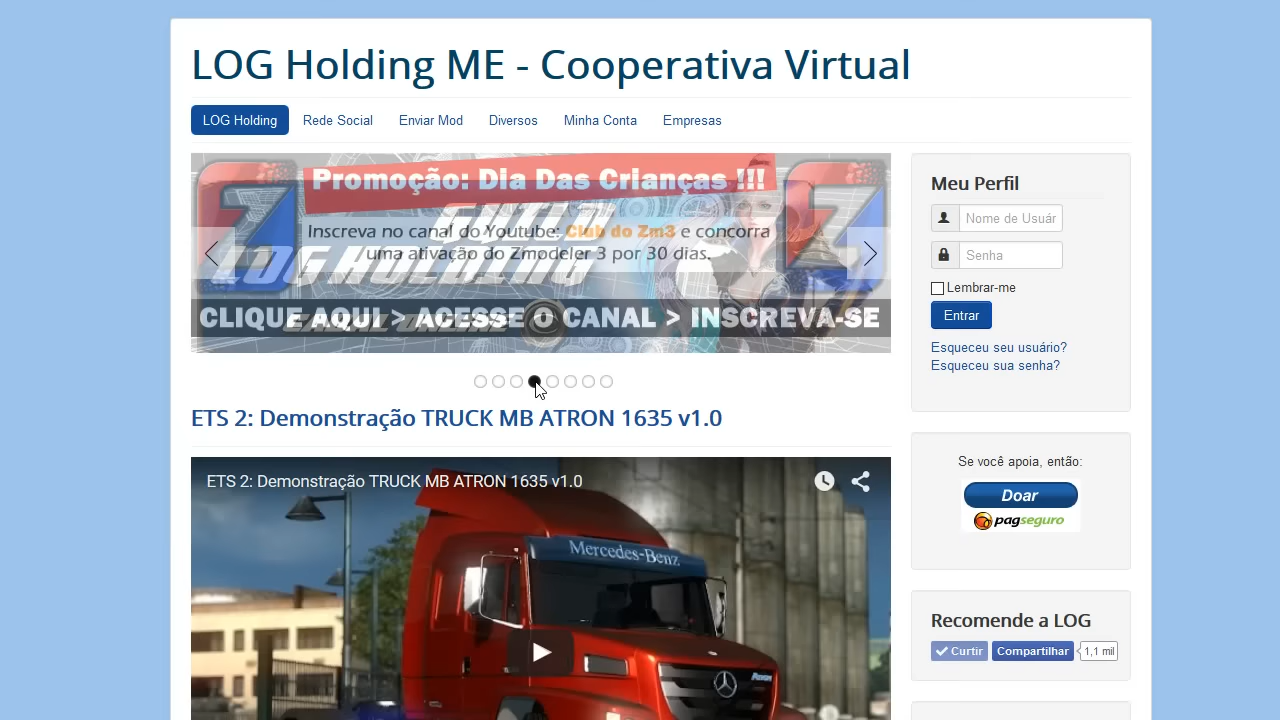 LOG Holding ME - Cooperativa Virtual
LOG Holding
Rede Social
Enviar Mod
Diversos
Minha Conta
Empresas
Promoção: Dia Das Crianças !!!
Inscreva no canal do Youtube: Club do Zm3 e concorra
uma ativação do Zmodeler 3 por 30 dias.
LOG HOLDING
CLIQUE AQUI > ACESSE O CANAL > INSCREVA-SE
Meu Perfil
Nome de Usuár
Senha
Lembrar-me
Entrar
Esqueceu seu usuário?
Esqueceu sua senha?
ETS 2: Demonstração TRUCK MB ATRON 1635 v1.0
ETS 2: Demonstração TRUCK MB ATRON 1635 v1.0
Mercedes-Benz
Se você apoia, então:
Doar
pagseguro
Recomende a LOG
Curtir
Compartilhar
1,1 mil